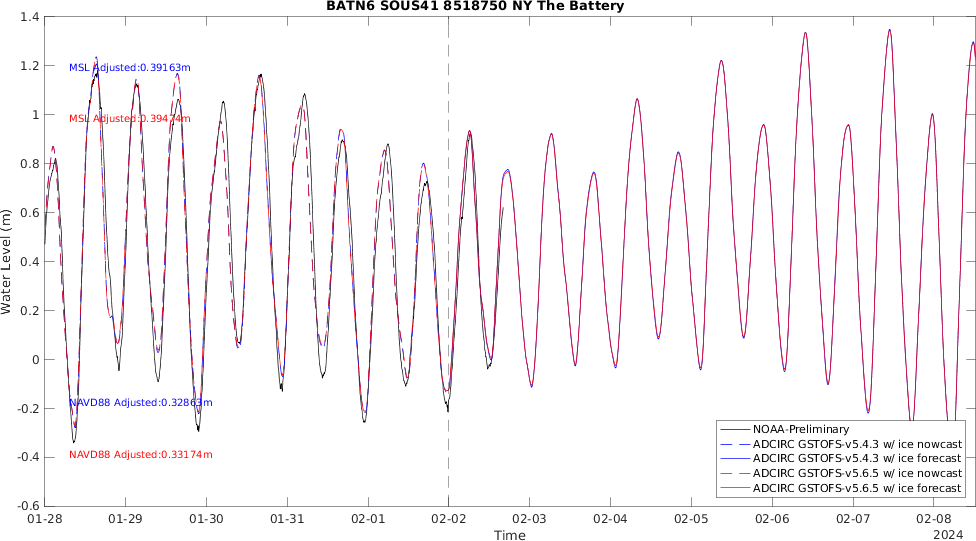 BATN6 SOUS41 8518750 NY The Battery
1.4
1.2
1
0.8
0.6
0.4
0.2
0
-0.2
-0.4
-0.6
Water Level (m)
MSL Adjusted:0.39163m
MSL Adjusted:0.39474m
NAVD88 Adjusted:0.32863m
NAVD88 Adjusted:0.33174m
NOAA-Preliminary
ADCIRC GSTOFS-v5.4.3 w/ ice nowcast
ADCIRC GSTOFS-v5.4.3 w/ ice forecast
ADCIRC GSTOFS-v5.6.5 w/ ice nowcast
ADCIRC GSTOFS-v5.6.5 w/ ice forecast
01-28 01-29 01-30 01-31 02-01 02-02 02-03 02-04 02-05 02-06 02-07 02-08
Time
2024